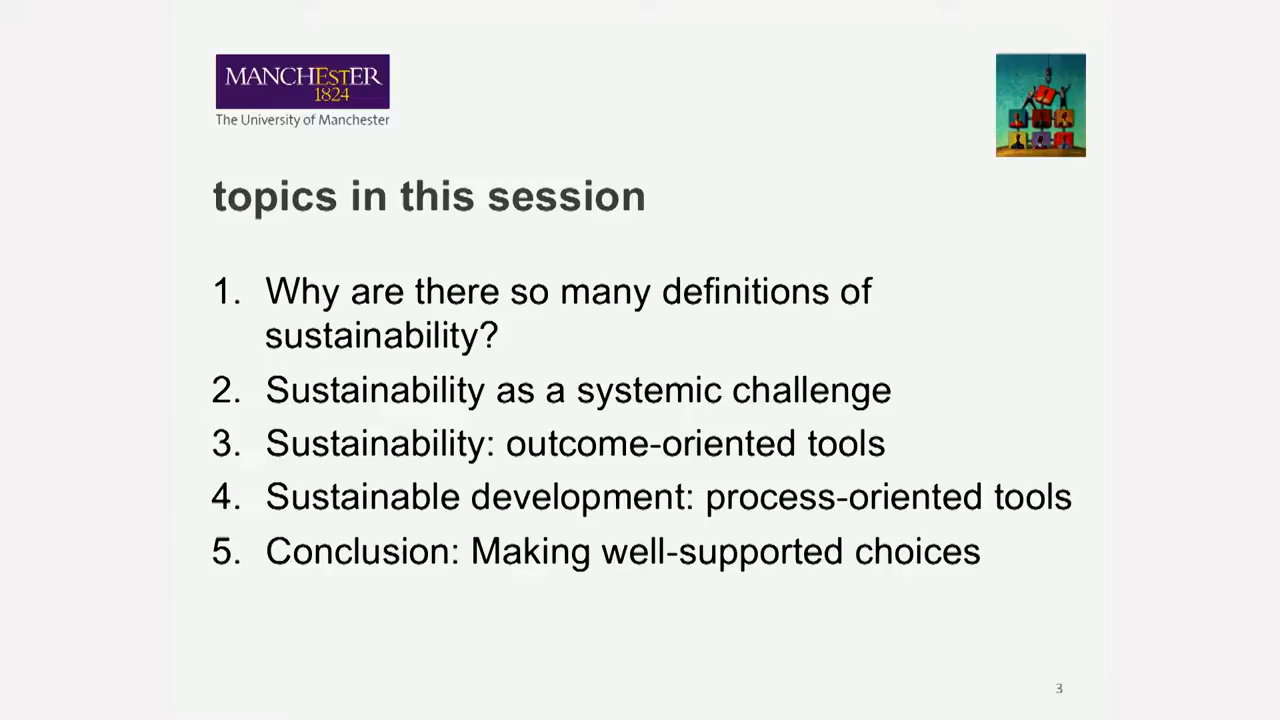 MANCHESTER
1824
The University of Manchester
topics in this session
1. Why are there so many definitions of
sustainability?
2. Sustainability as a systemic challenge
3. Sustainability: outcome-oriented tools
4. Sustainable development: process-oriented tools
5. Conclusion: Making well-supported choices
3